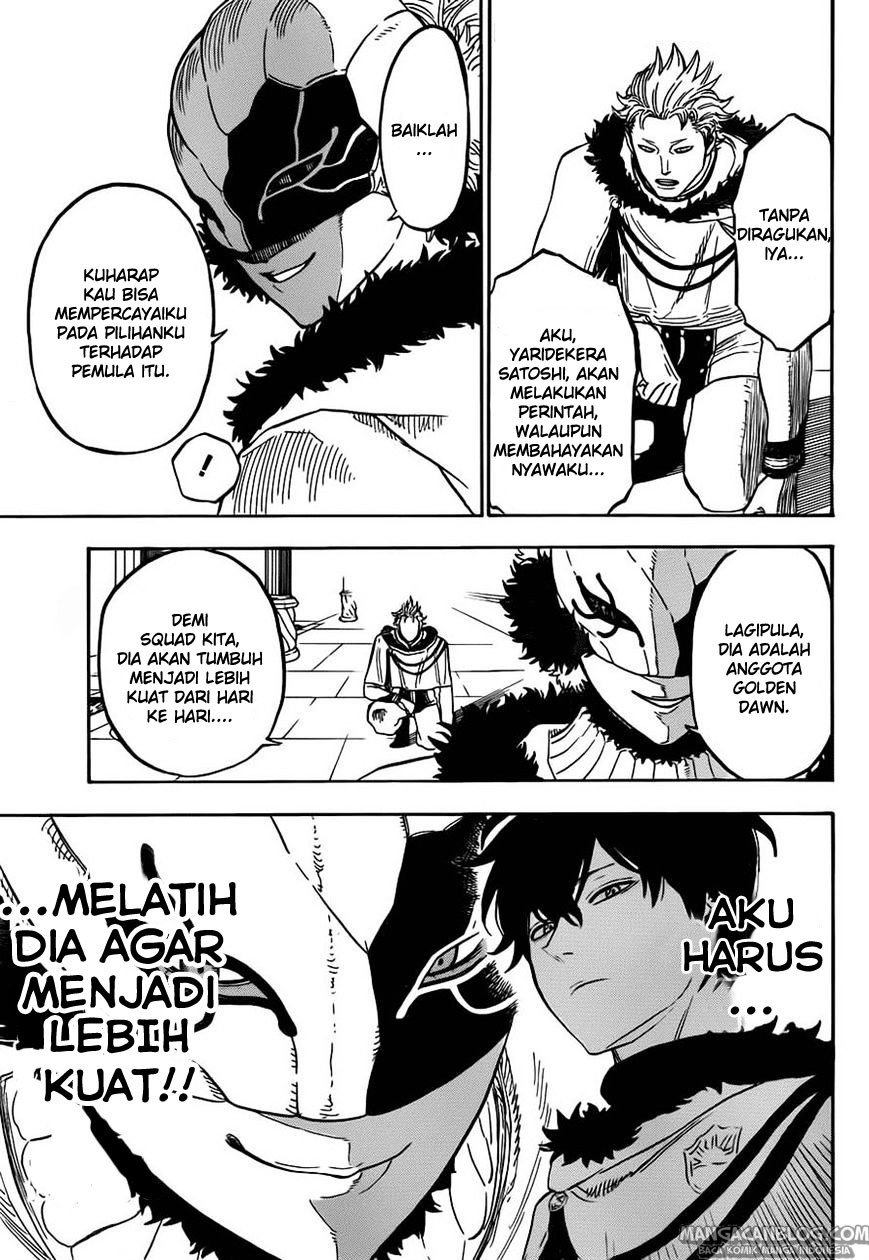 TANPA
DIRAGUKAN,
IYA...
AKU,
YARIDEKERA
SATOSHI, AKAN
MELAKUKAN
PERINTAH,
WALAUPUN
MEMBAHAYAKAN
NYAWAKU...
BAIKLAH
...
KUHARAP
KAU BISA
MEMPERCAYAIKU
PADA PILIHANKU
TERHADAP
PEMULA ITU.
!
LAGIPULA,
DIA ADALAH
ANGGOTA
GOLDEN
DAWN.
DEMI
SQUAD KITA,
DIA AKAN TUMBUH
MENJADI LEBIH
KUAT DARI HARI
KE HARI....
AKU
HARUS
...
...MELATIH
DIA AGAR
MENJADI
LEBIH
KUAT!!
MANGACANBLOG.COM
BACA KOMIK MANGA INDONESIA